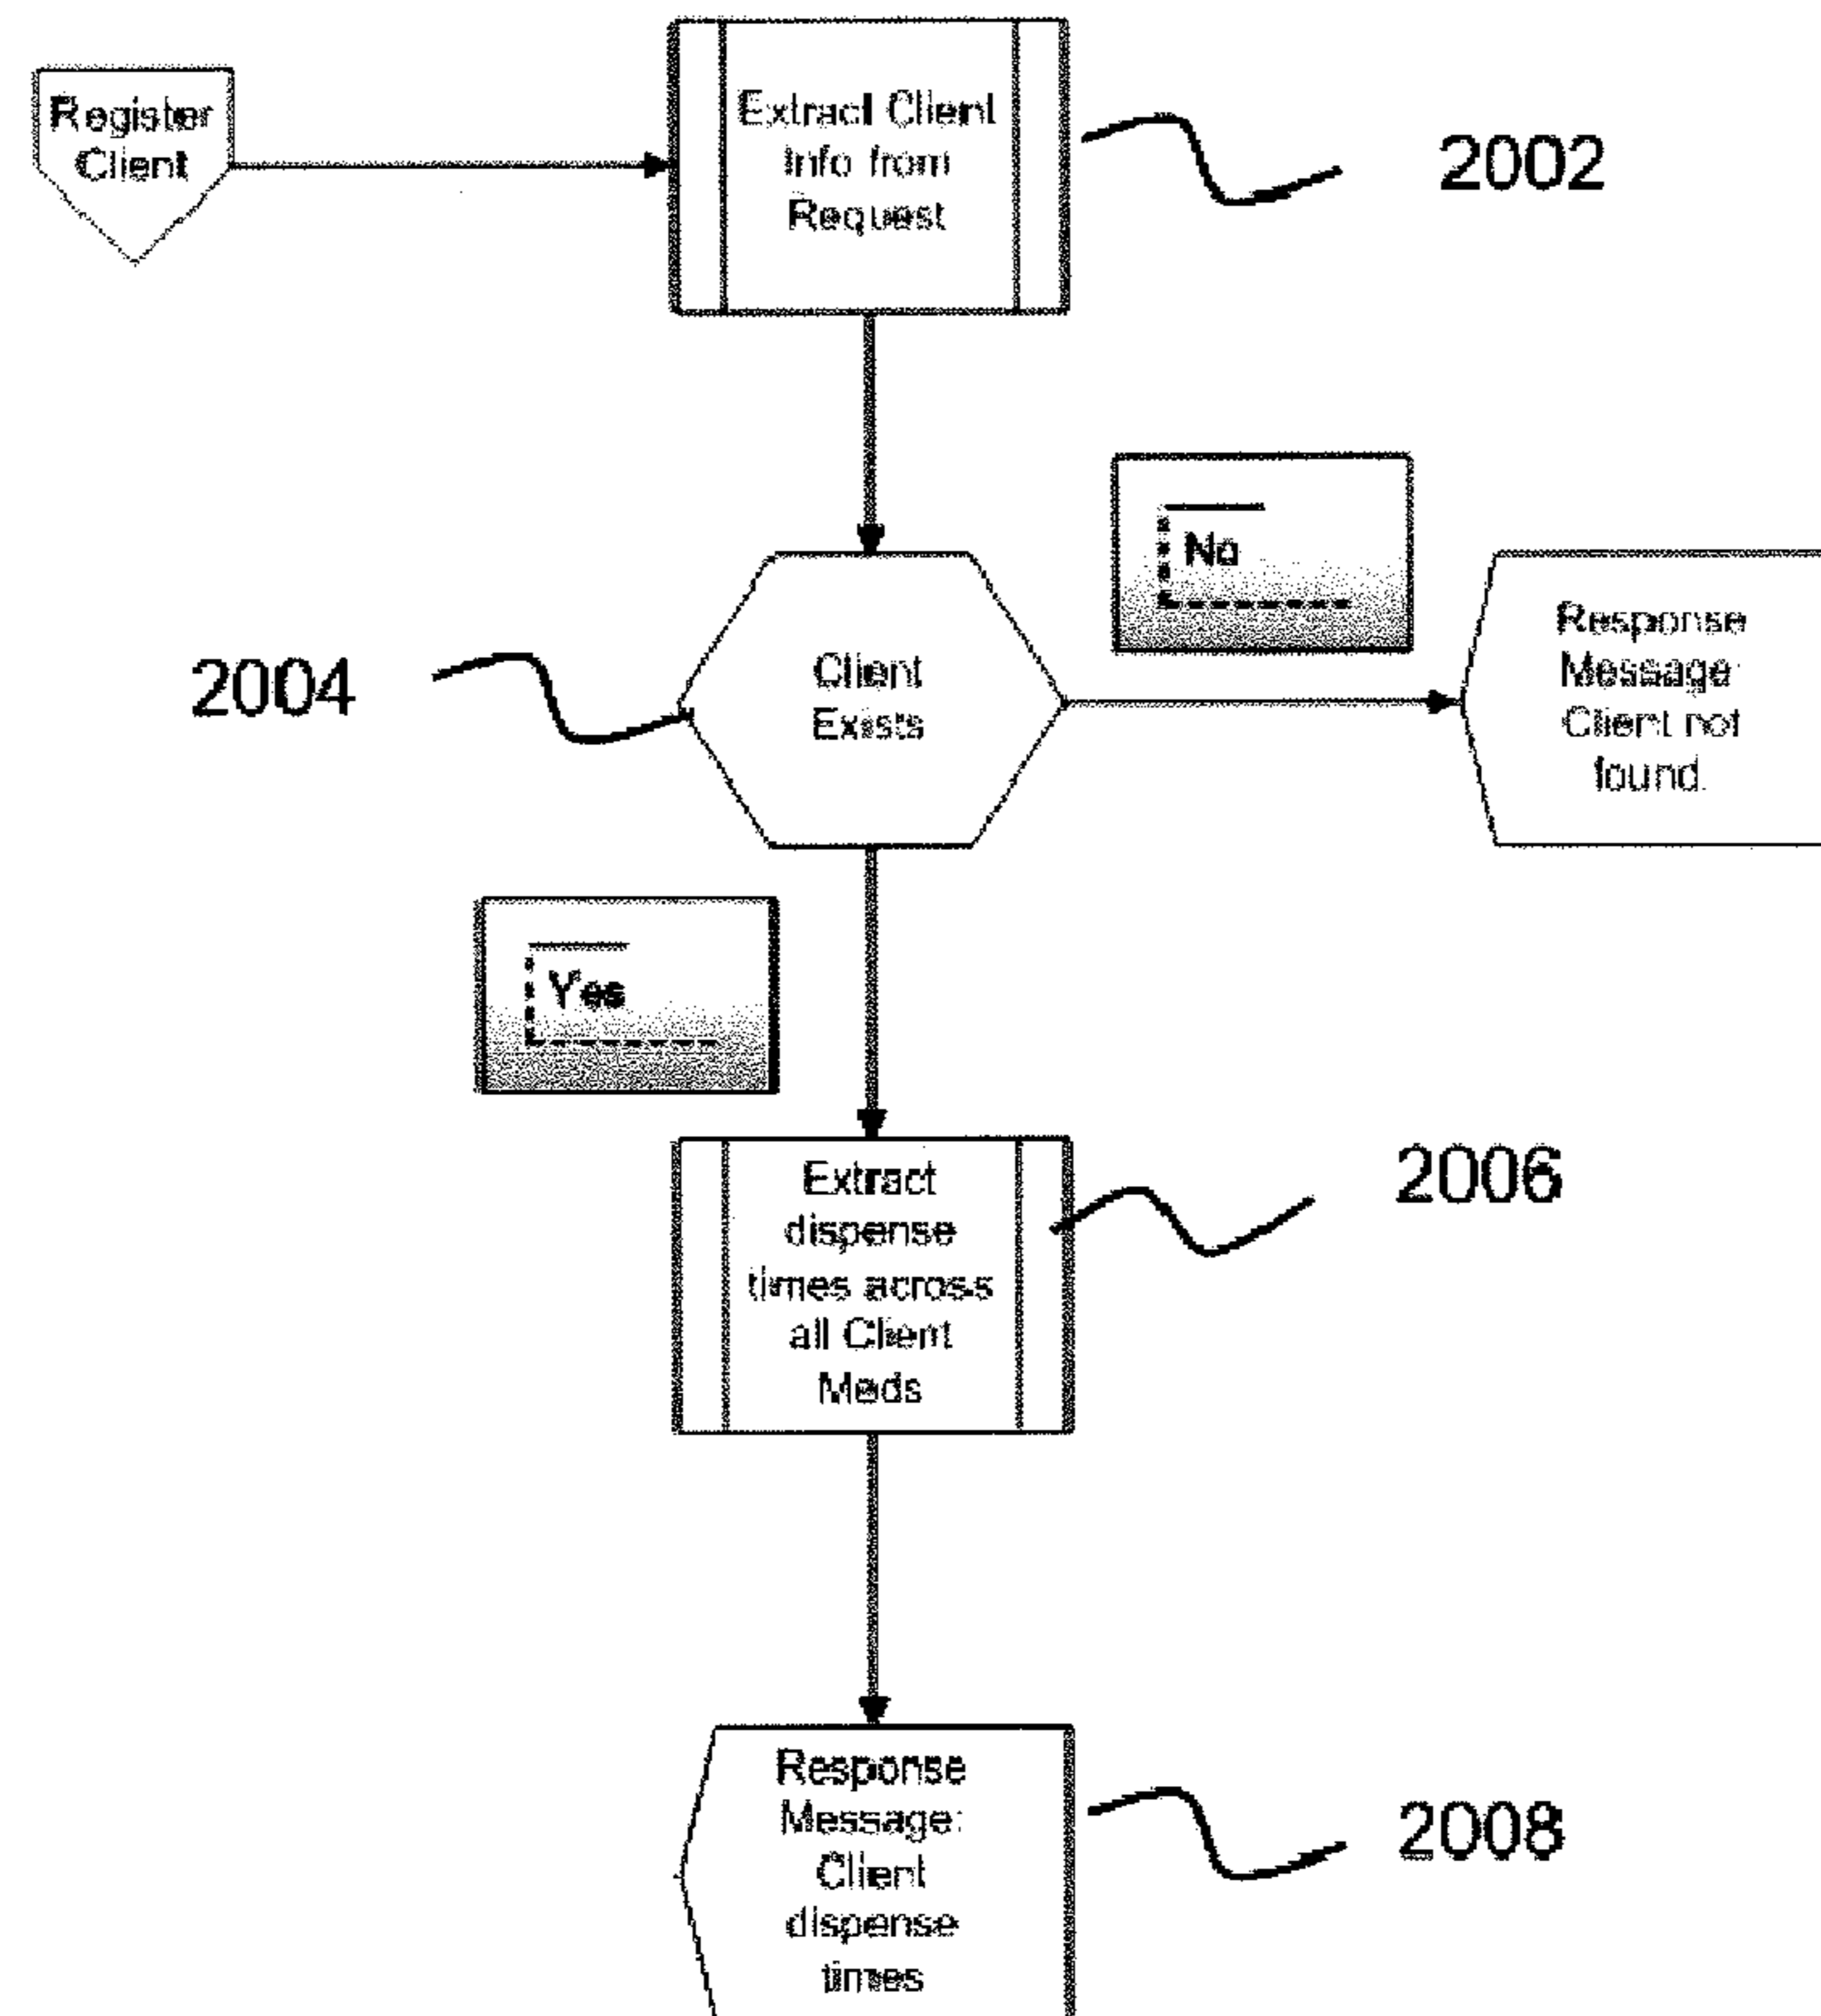 Register
Client
Extract Client
Info from
Request
2002
No
2004
Client
Exists
Response
Message:
Client not
found.
Yes
Extract
dispense
times across
all Client
Meds
2006
Response
Message:
Client
dispense
times
2008